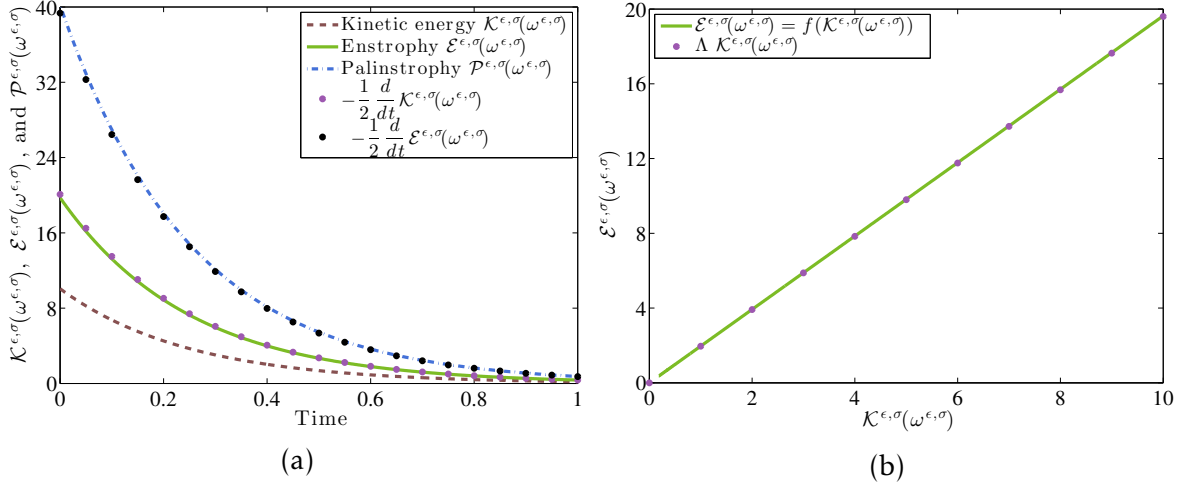 𝒦^{ϵ,σ}(ω^{ϵ,σ}), ℰ^{ϵ,σ}(ω^{ϵ,σ}), and 𝒫^{ϵ,σ}(ω^{ϵ,σ})
40
32
24
16
8
0
Kinetic energy 𝒦^{ϵ,σ}(ω^{ϵ,σ})
Enstrophy ℰ^{ϵ,σ}(ω^{ϵ,σ})
Palinstrophy 𝒫^{ϵ,σ}(ω^{ϵ,σ})
−1/2 d/dt 𝒦^{ϵ,σ}(ω^{ϵ,σ})
−1/2 d/dt ℰ^{ϵ,σ}(ω^{ϵ,σ})
0 0.2 0.4 0.6 0.8 1
Time
(a)
ℰ^{ϵ,σ}(ω^{ϵ,σ})
20
16
12
8
4
0
ℰ^{ϵ,σ}(ω^{ϵ,σ}) = f(𝒦^{ϵ,σ}(ω^{ϵ,σ}))
Λ 𝒦^{ϵ,σ}(ω^{ϵ,σ})
0 2 4 6 8 10
𝒦^{ϵ,σ}(ω^{ϵ,σ})
(b)